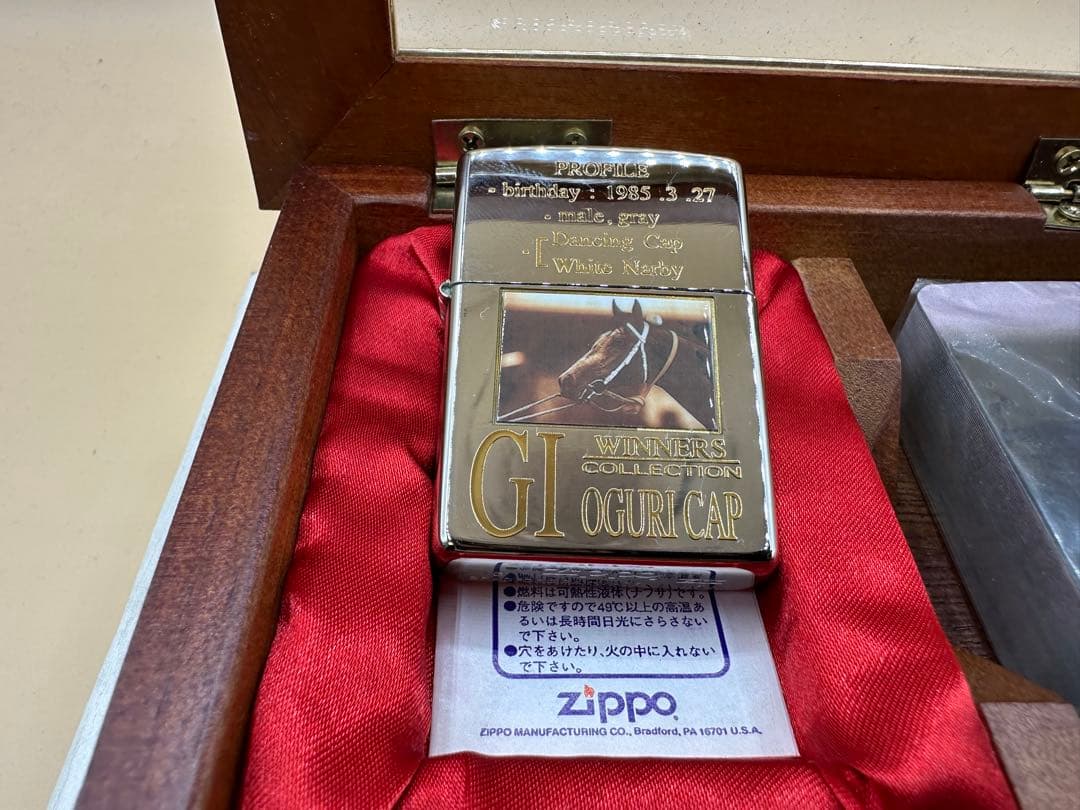 PROFILE
- birthday : 1985 .3 .27
- male, gray
- [ Dancing Cap
White Narby
GI
WINNERS
COLLECTION
OGURI CAP
●燃料は可熱性液体(ナフサ)です。
●危険ですので49℃以上の高温あ
るいは長時間日光にさらさない
で下さい。
●穴をあけたり、火の中に入れない
で下さい。
zippo
ZIPPO MANUFACTURING CO., Bradford, PA 16701 U.S.A.